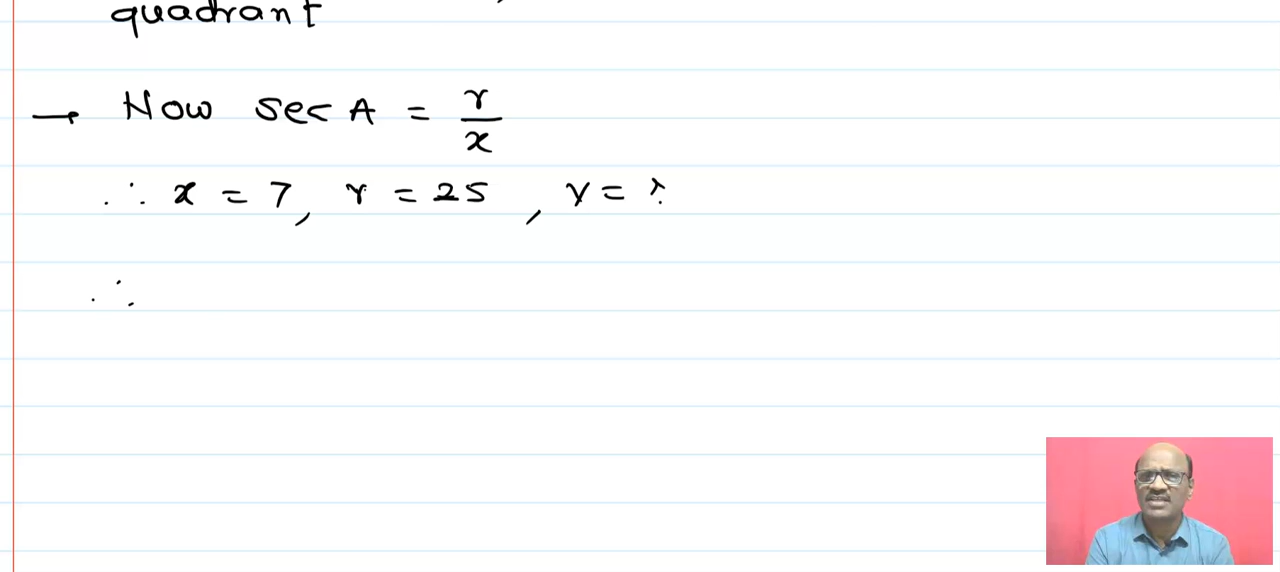 quadrant
→ Now sec A = r/x
∴ x = 7, r = 25, y = ?
∴